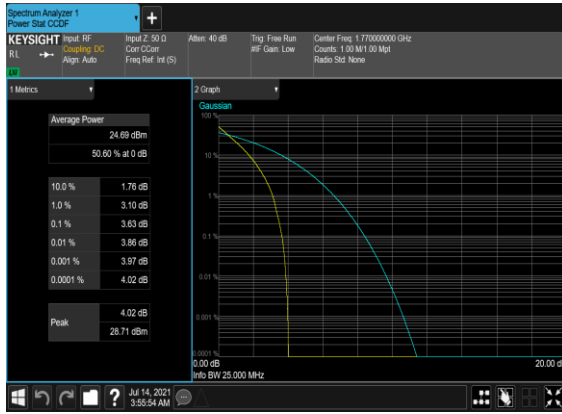 Spectrum Analyzer 1
Power Stat CCDF
+
KEYSIGHT Input: RF Input Z: 50 Ω Atten: 40 dB Trig: Free Run Center Freq: 1.770000000 GHz
R L Coupling: DC Corr CCorr #IF Gain: Low Counts: 1.00 M/1.00 Mpt
Align: Auto Freq Ref: Int (S) Radio Std: None
1 Metrics
2 Graph
Average Power
24.69 dBm
50.60 % at 0 dB
10.0 % 1.76 dB
1.0 % 3.10 dB
0.1 % 3.63 dB
0.01 % 3.86 dB
0.001 % 3.97 dB
0.0001 % 4.02 dB
Peak 4.02 dB
28.71 dBm
Gaussian
100 %
10 %
1 %
0.1 %
0.01 %
0.001 %
0.0001 %
0.00 dB 20.00 d
Info BW 25.000 MHz
? Jul 14, 2021
3:55:54 AM